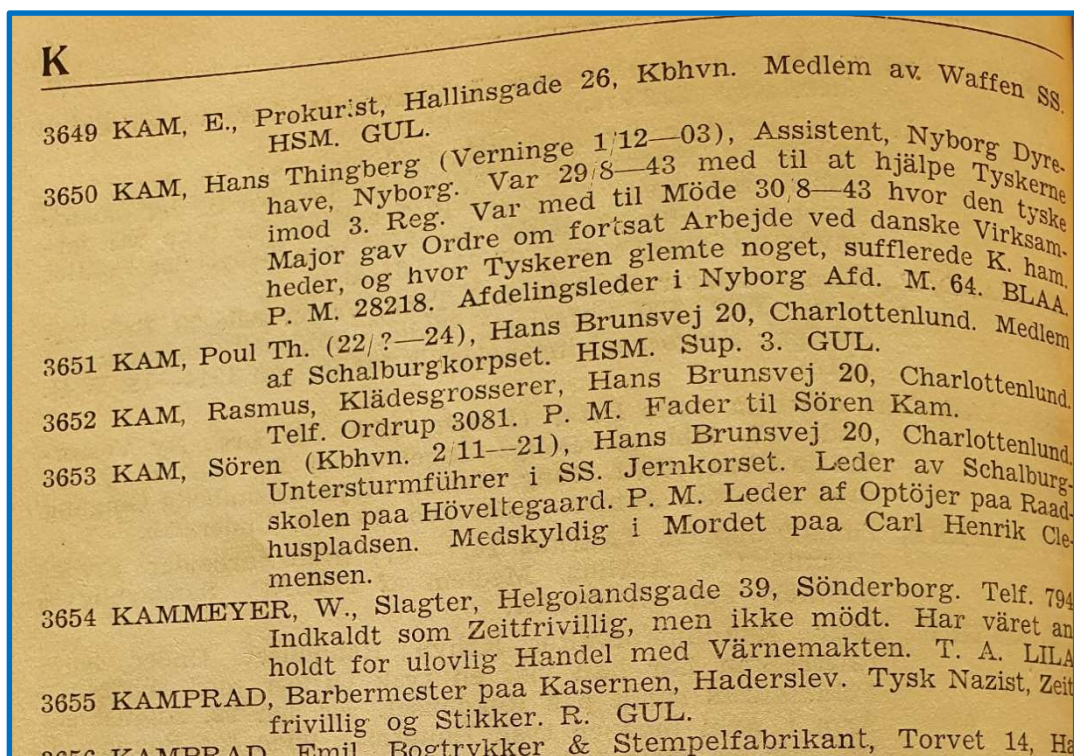 K
3649 KAM, E., Prokurist, Hallinsgade 26, Kbhvn. Medlem av. Waffen SS.
HSM. GUL.
3650 KAM, Hans Thingberg (Verninge 1/12—03), Assistent, Nyborg Dyre-
have, Nyborg. Var 29/8—43 med til at hjälpe Tyskerne
imod 3. Reg. Var med til Möde 30/8—43 hvor den tyske
Major gav Ordre om fortsat Arbejde ved danske Virksom-
heder, og hvor Tyskeren glemte noget, sufflerede K. ham.
P. M. 28218. Afdelingsleder i Nyborg Afd. M. 64. BLAA.
3651 KAM, Poul Th. (22/?—24), Hans Brunsvej 20, Charlottenlund. Medlem
af Schalburgkorpset. HSM. Sup. 3. GUL.
3652 KAM, Rasmus, Klädesgrosserer, Hans Brunsvej 20, Charlottenlund.
Telf. Ordrup 3081. P. M. Fader til Sören Kam.
3653 KAM, Sören (Kbhvn. 2/11—21), Hans Brunsvej 20, Charlottenlund.
Untersturmführer i SS. Jernkorset. Leder av Schalburg-
skolen paa Höveltegaard. P. M. Leder af Optöjer paa Raad-
huspladsen. Medskyldig i Mordet paa Carl Henrik Cle-
mensen.
3654 KAMMEYER, W., Slagter, Helgolandsgade 39, Sönderborg. Telf. 794
Indkaldt som Zeitfrivillig, men ikke mödt. Har väret an
holdt for ulovlig Handel med Värnemakten. T. A. LILA
3655 KAMPRAD, Barbermester paa Kasernen, Haderslev. Tysk Nazist, Zeit
frivillig og Stikker. R. GUL.
3656 KAMPRAD, Emil, Bogtrykker & Stempelfabrikant, Torvet 14, Ha